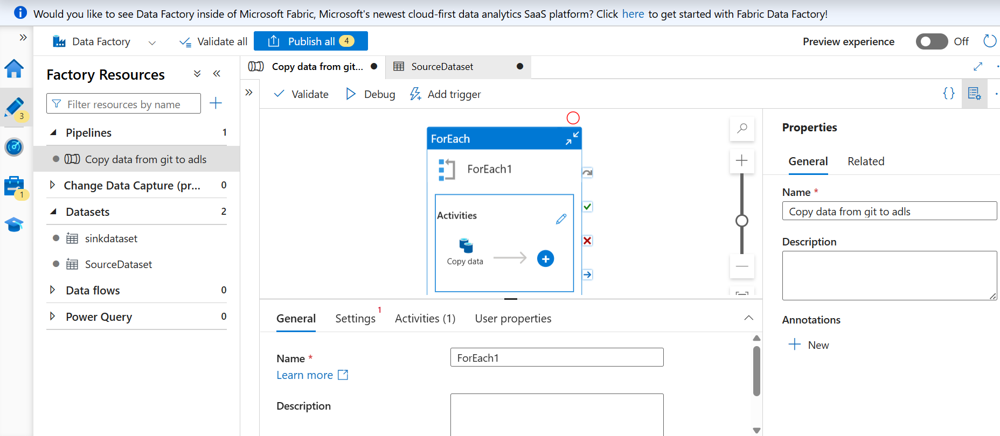 Would you like to see Data Factory inside of Microsoft Fabric, Microsoft's newest cloud-first data analytics SaaS platform? Click here to get started with Fabric Data Factory!
Data Factory
Validate all
Publish all 4
Preview experience
Off
Factory Resources
Copy data from git...
SourceDataset
Filter resources by name
Validate
Debug
Add trigger
{}
3
Pipelines 1
Copy data from git to adls
Change Data Capture (pr... 0
1
Datasets 2
sinkdataset
SourceDataset
Data flows 0
Power Query 0
ForEach
ForEach1
Activities
Copy data
General
Settings 1
Activities (1)
User properties
Name *
ForEach1
Learn more
Description
Properties
General
Related
Name *
Copy data from git to adls
Description
Annotations
New